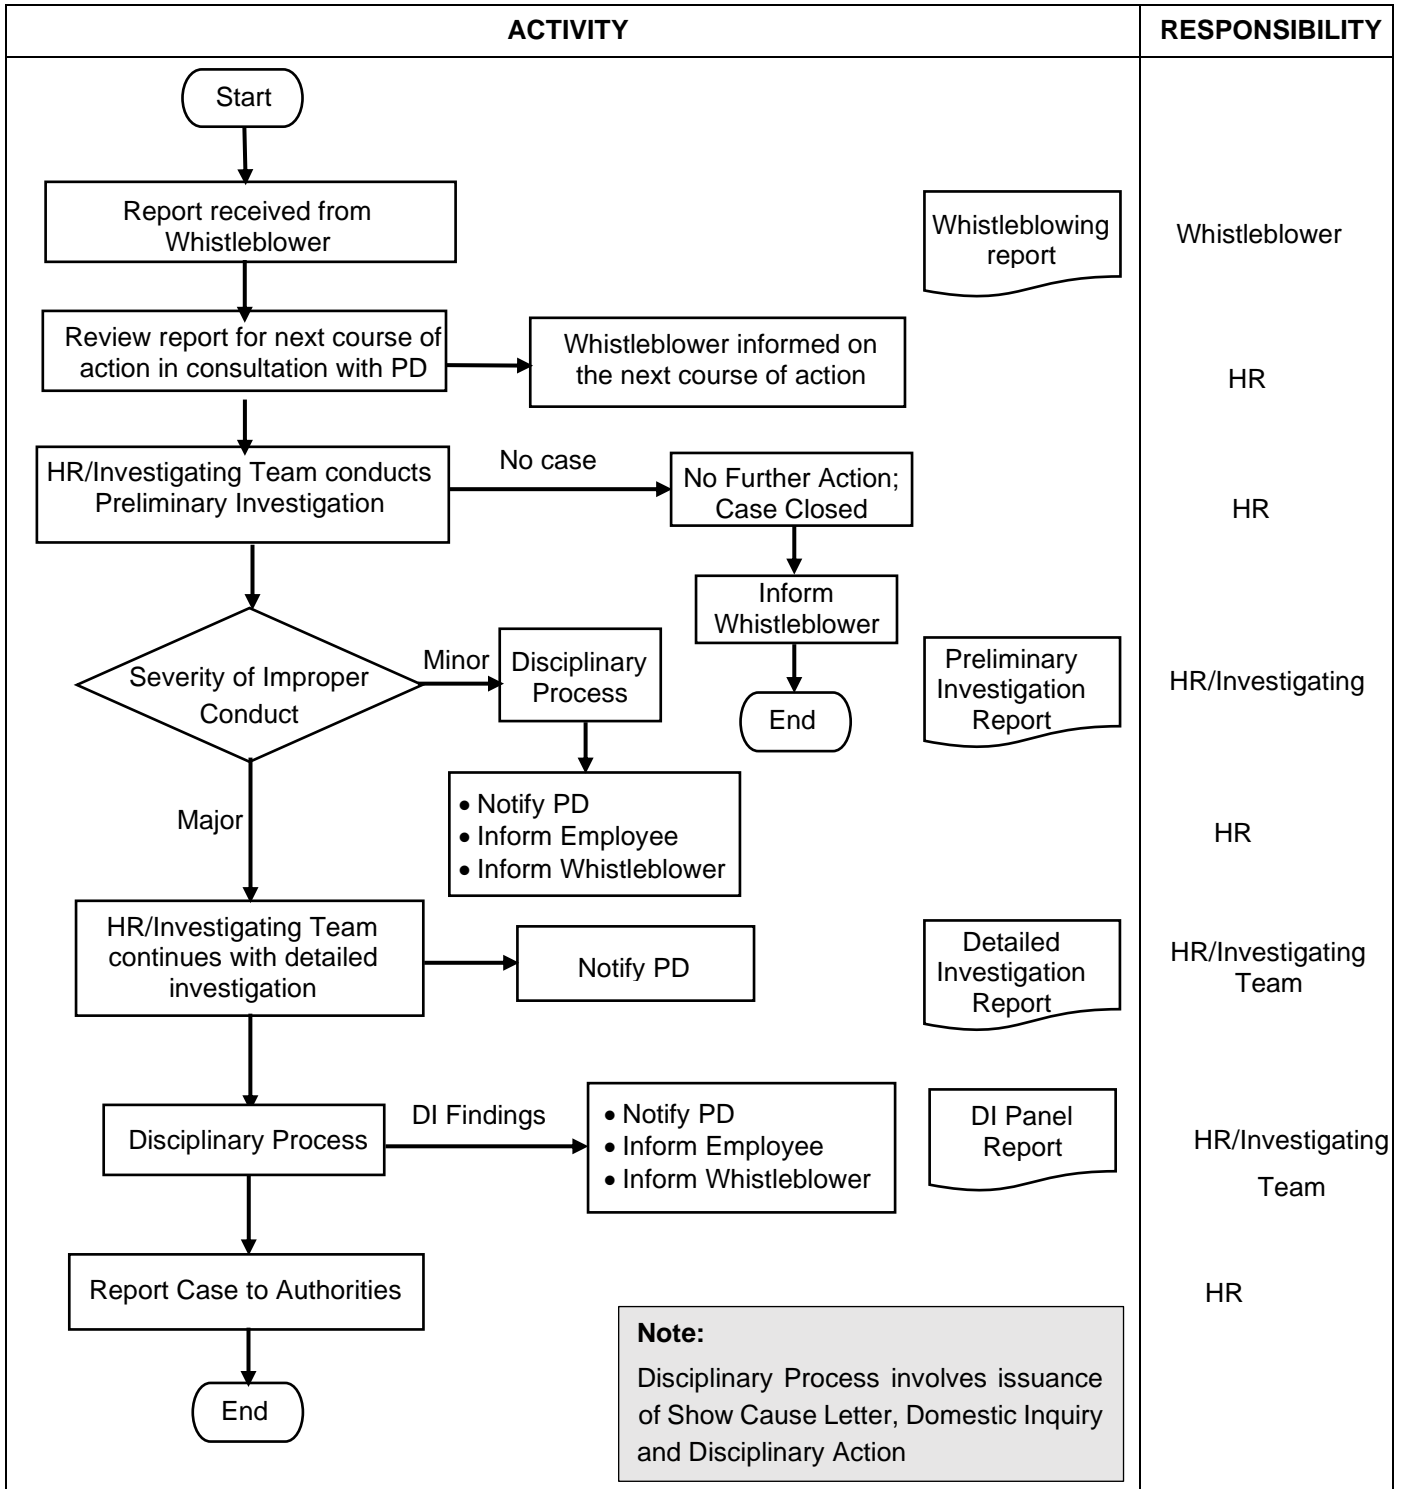 ACTIVITY
RESPONSIBILITY
Start
Report received from
Whistleblower
Whistleblowing
report
Whistleblower
Review report for next course of
action in consultation with PD
Whistleblower informed on
the next course of action
HR
HR/Investigating Team conducts
Preliminary Investigation
No case
No Further Action;
Case Closed
HR
Inform
Whistleblower
End
Severity of Improper
Conduct
Minor
Disciplinary
Process
Preliminary
Investigation
Report
HR/Investigating
• Notify PD
• Inform Employee
• Inform Whistleblower
Major
HR
HR/Investigating Team
continues with detailed
investigation
Notify PD
Detailed
Investigation
Report
HR/Investigating
Team
Disciplinary Process
DI Findings
• Notify PD
• Inform Employee
• Inform Whistleblower
DI Panel
Report
HR/Investigating
Team
Report Case to Authorities
HR
End
Note:
Disciplinary Process involves issuance
of Show Cause Letter, Domestic Inquiry
and Disciplinary Action